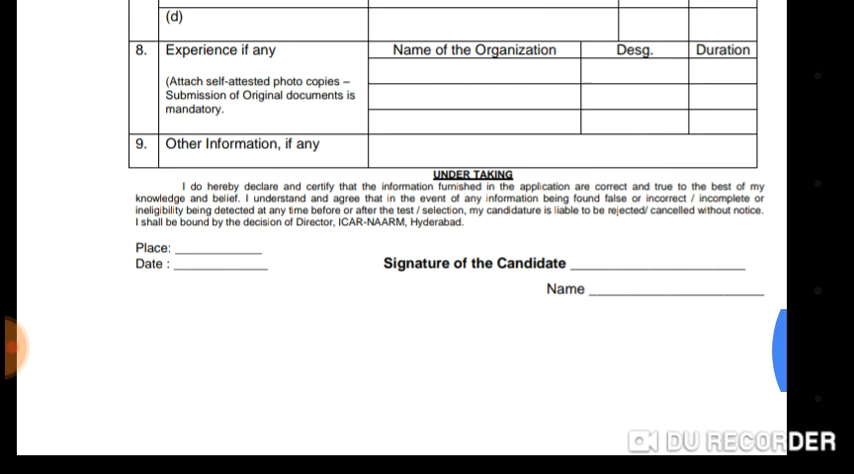 (d)
8. Experience if any Name of the Organization Desg. Duration
(Attach self-attested photo copies –
Submission of Original documents is
mandatory.
9. Other Information, if any
UNDER TAKING
I do hereby declare and certify that the information furnished in the application are correct and true to the best of my
knowledge and belief. I understand and agree that in the event of any information being found false or incorrect / incomplete or
ineligibility being detected at any time before or after the test / selection, my candidature is liable to be rejected/ cancelled without notice.
I shall be bound by the decision of Director, ICAR-NAARM, Hyderabad.
Place: ___________
Date : ____________ Signature of the Candidate ______________________
Name ______________________
DU RECORDER